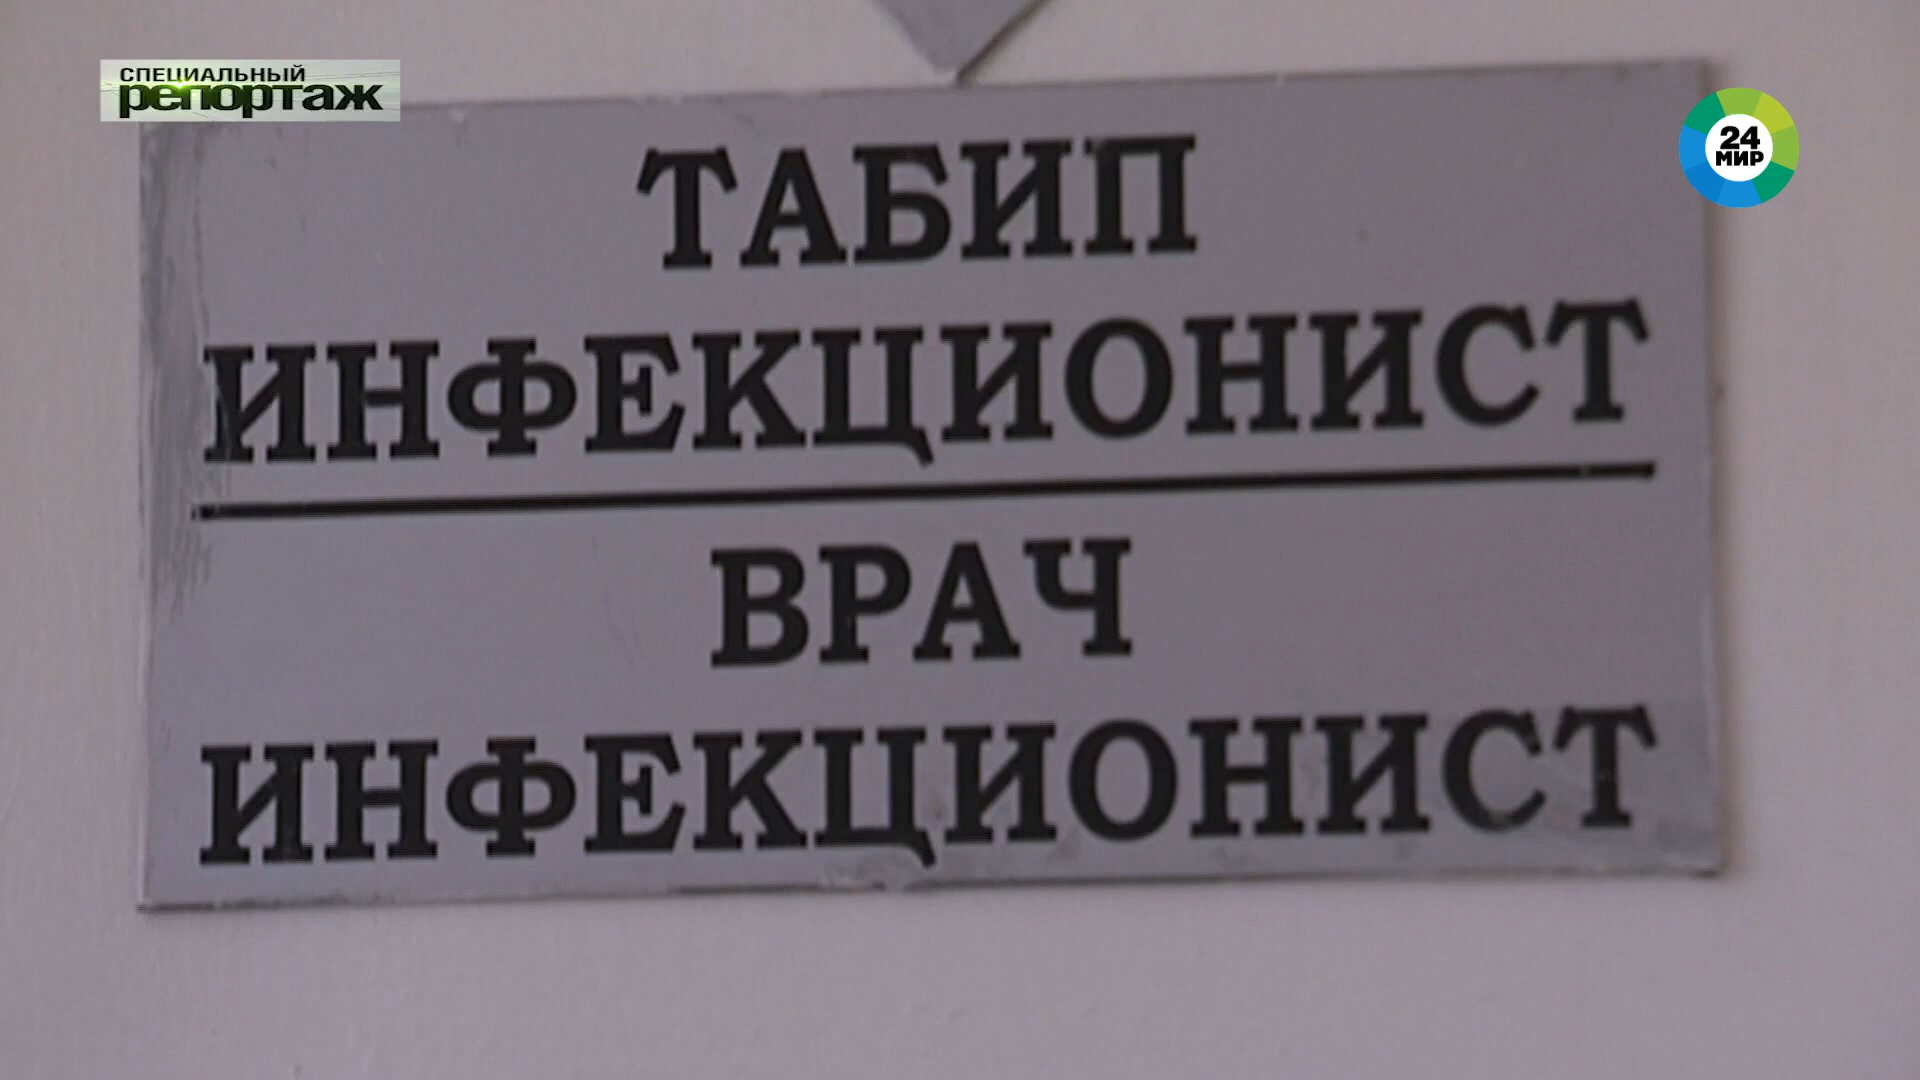 СПЕЦИАЛЬНЫЙ
репортаж
24
МИР
ТАБИП
ИНФЕКЦИОНИСТ
ВРАЧ
ИНФЕКЦИОНИСТ